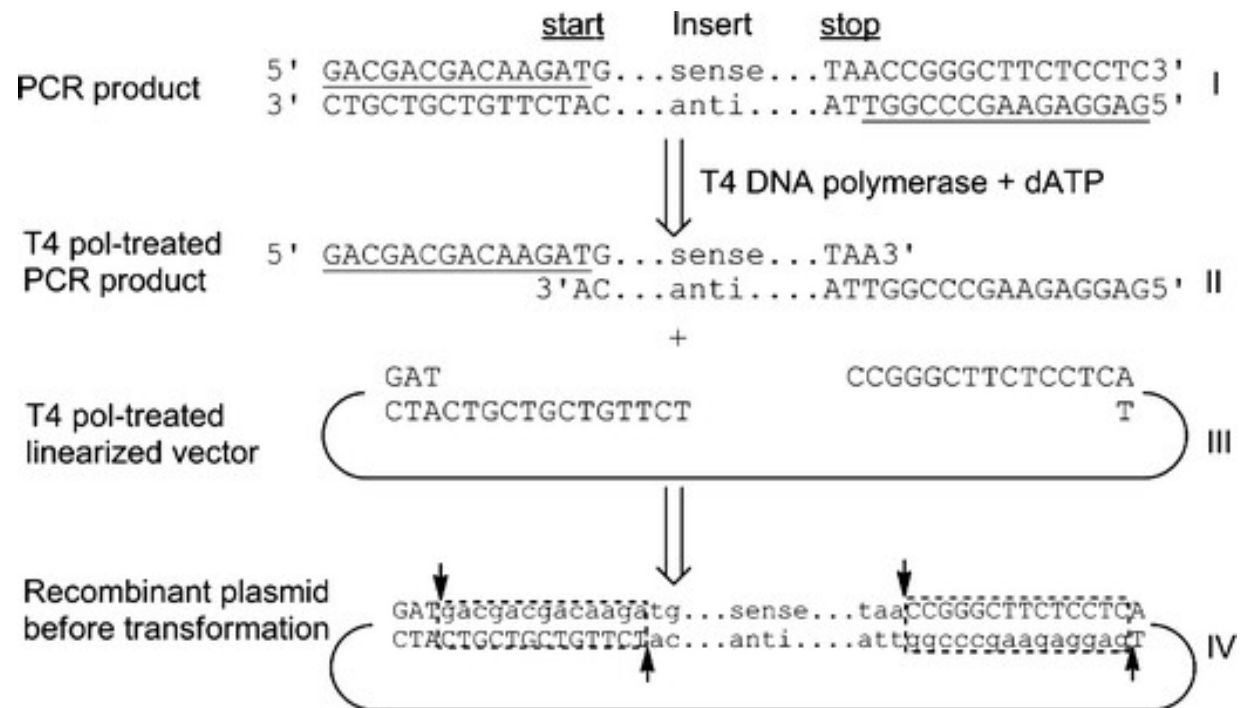 start Insert stop
PCR product
5' GACGACGACAAGATG...sense...TAACCGGGCTTCTCCTC3'
3' CTGCTGCTGTTCTAC...anti....ATTGGCCCGAAGAGGAG5'
I
T4 DNA polymerase + dATP
T4 pol-treated
PCR product
5' GACGACGACAAGATG...sense...TAA3'
3'AC...anti....ATTGGCCCGAAGAGGAG5'
II
+
T4 pol-treated
linearized vector
GAT CCGGGCTTCTCCTCA
CTACTGCTGCTGTTCT T
III
Recombinant plasmid
before transformation
GATgacgacgacaagatg...sense...taaCCGGGCTTCTCCTCA
CTACTGCTGCTGTTCTac...anti....attggcccgaagaggagT
IV